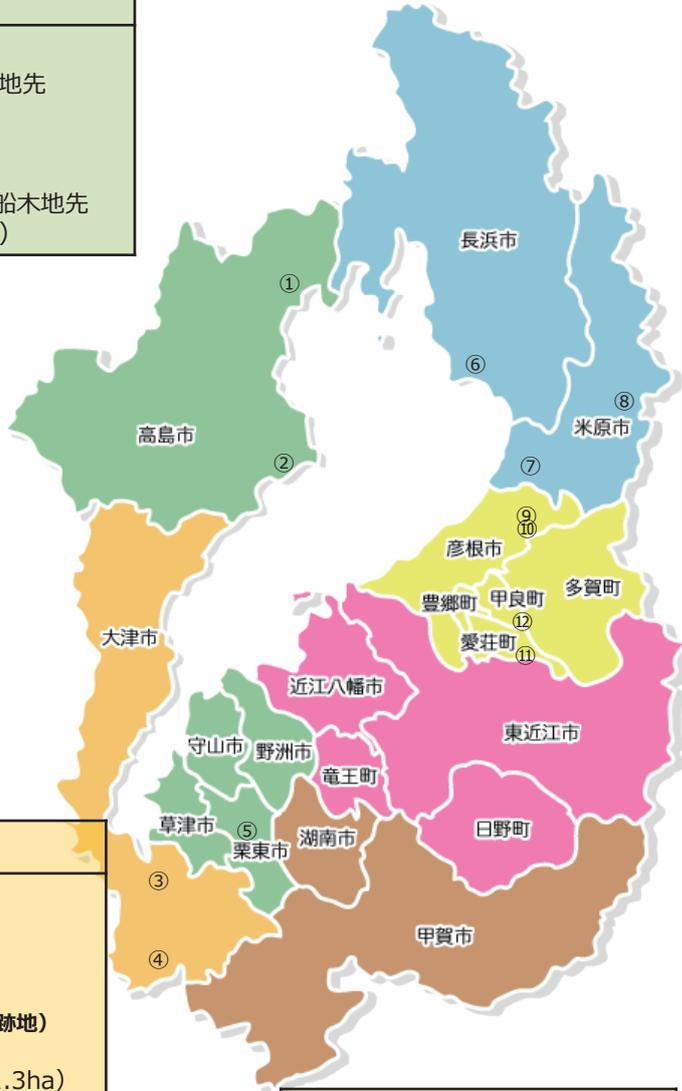 地先
船木地先
）
長浜市
①
⑥
⑧
米原市
高島市
②
⑦
⑨
⑩
彦根市
多賀町
甲良町
豊郷町
⑫
大津市
愛荘町
⑪
近江八幡市
東近江市
守山市
野洲市
竜王町
草津市
⑤
湖南市
日野町
栗東市
③
甲賀市
④
跡地）
.3ha）